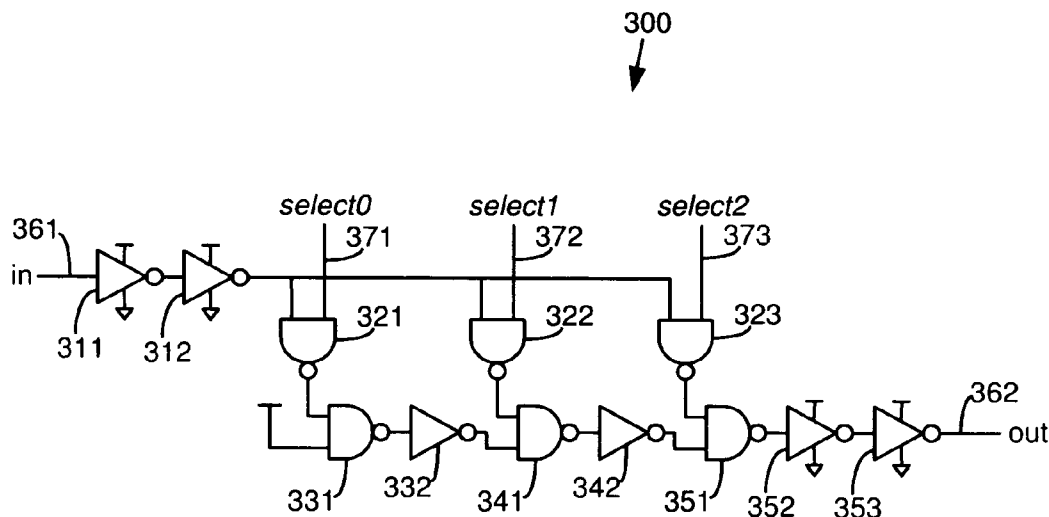 300
select0 select1 select2
361 371 372 373
in
311 312 321 322 323
362
out
331 332 341 342 351 352 353